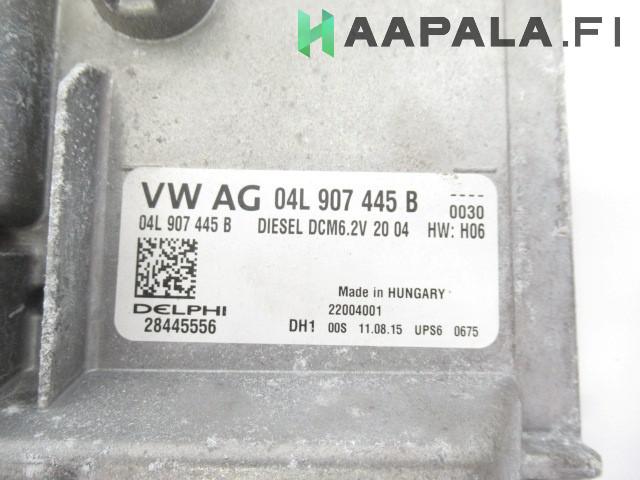 HAAPALA.FI
VW AG 04L 907 445 B ----
0030
04L 907 445 B DIESEL DCM6.2V 20 04 HW: H06
Made in HUNGARY
DELPHI 22004001
28445556 DH1 00S 11.08.15 UPS6 0675